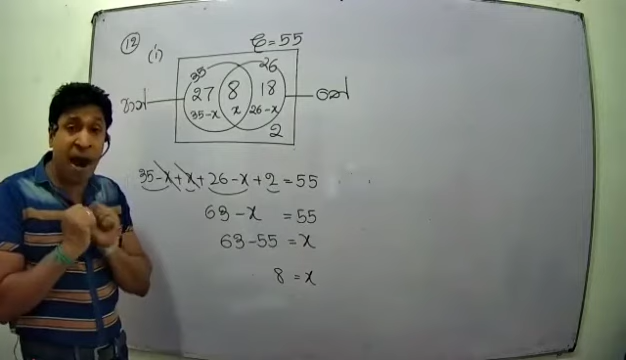 12 (i) ε = 55
35 26
27 8 18
35-x x 26-x
2
35-x+x+26-x+2 = 55
63-x = 55
63-55 = x
8 = x